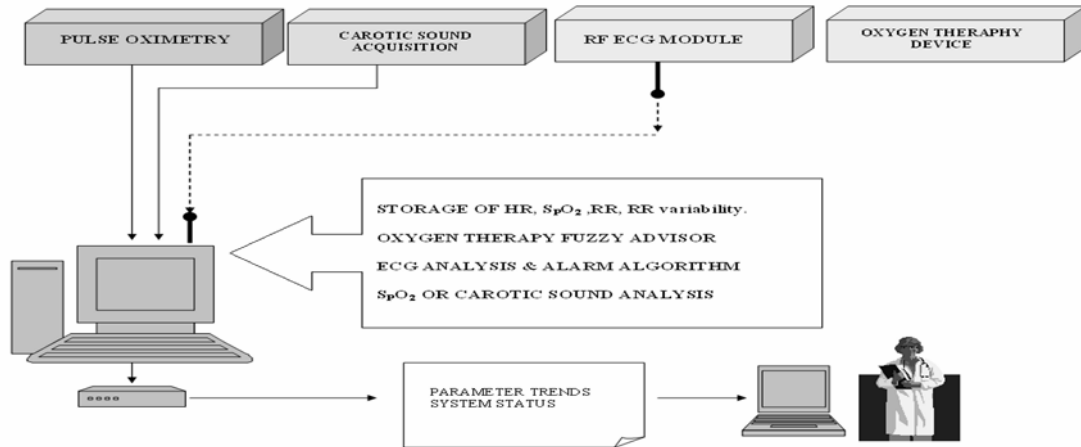 PULSE OXIMETRY
CAROTIC SOUND
ACQUISITION
RF ECG MODULE
OXYGEN THERAPHY
DEVICE
STORAGE OF HR, SpO₂ ,RR, RR variability.
OXYGEN THERAPY FUZZY ADVISOR
ECG ANALYSIS & ALARM ALGORITHM
SpO₂ OR CAROTIC SOUND ANALYSIS
PARAMETER TRENDS
SYSTEM STATUS